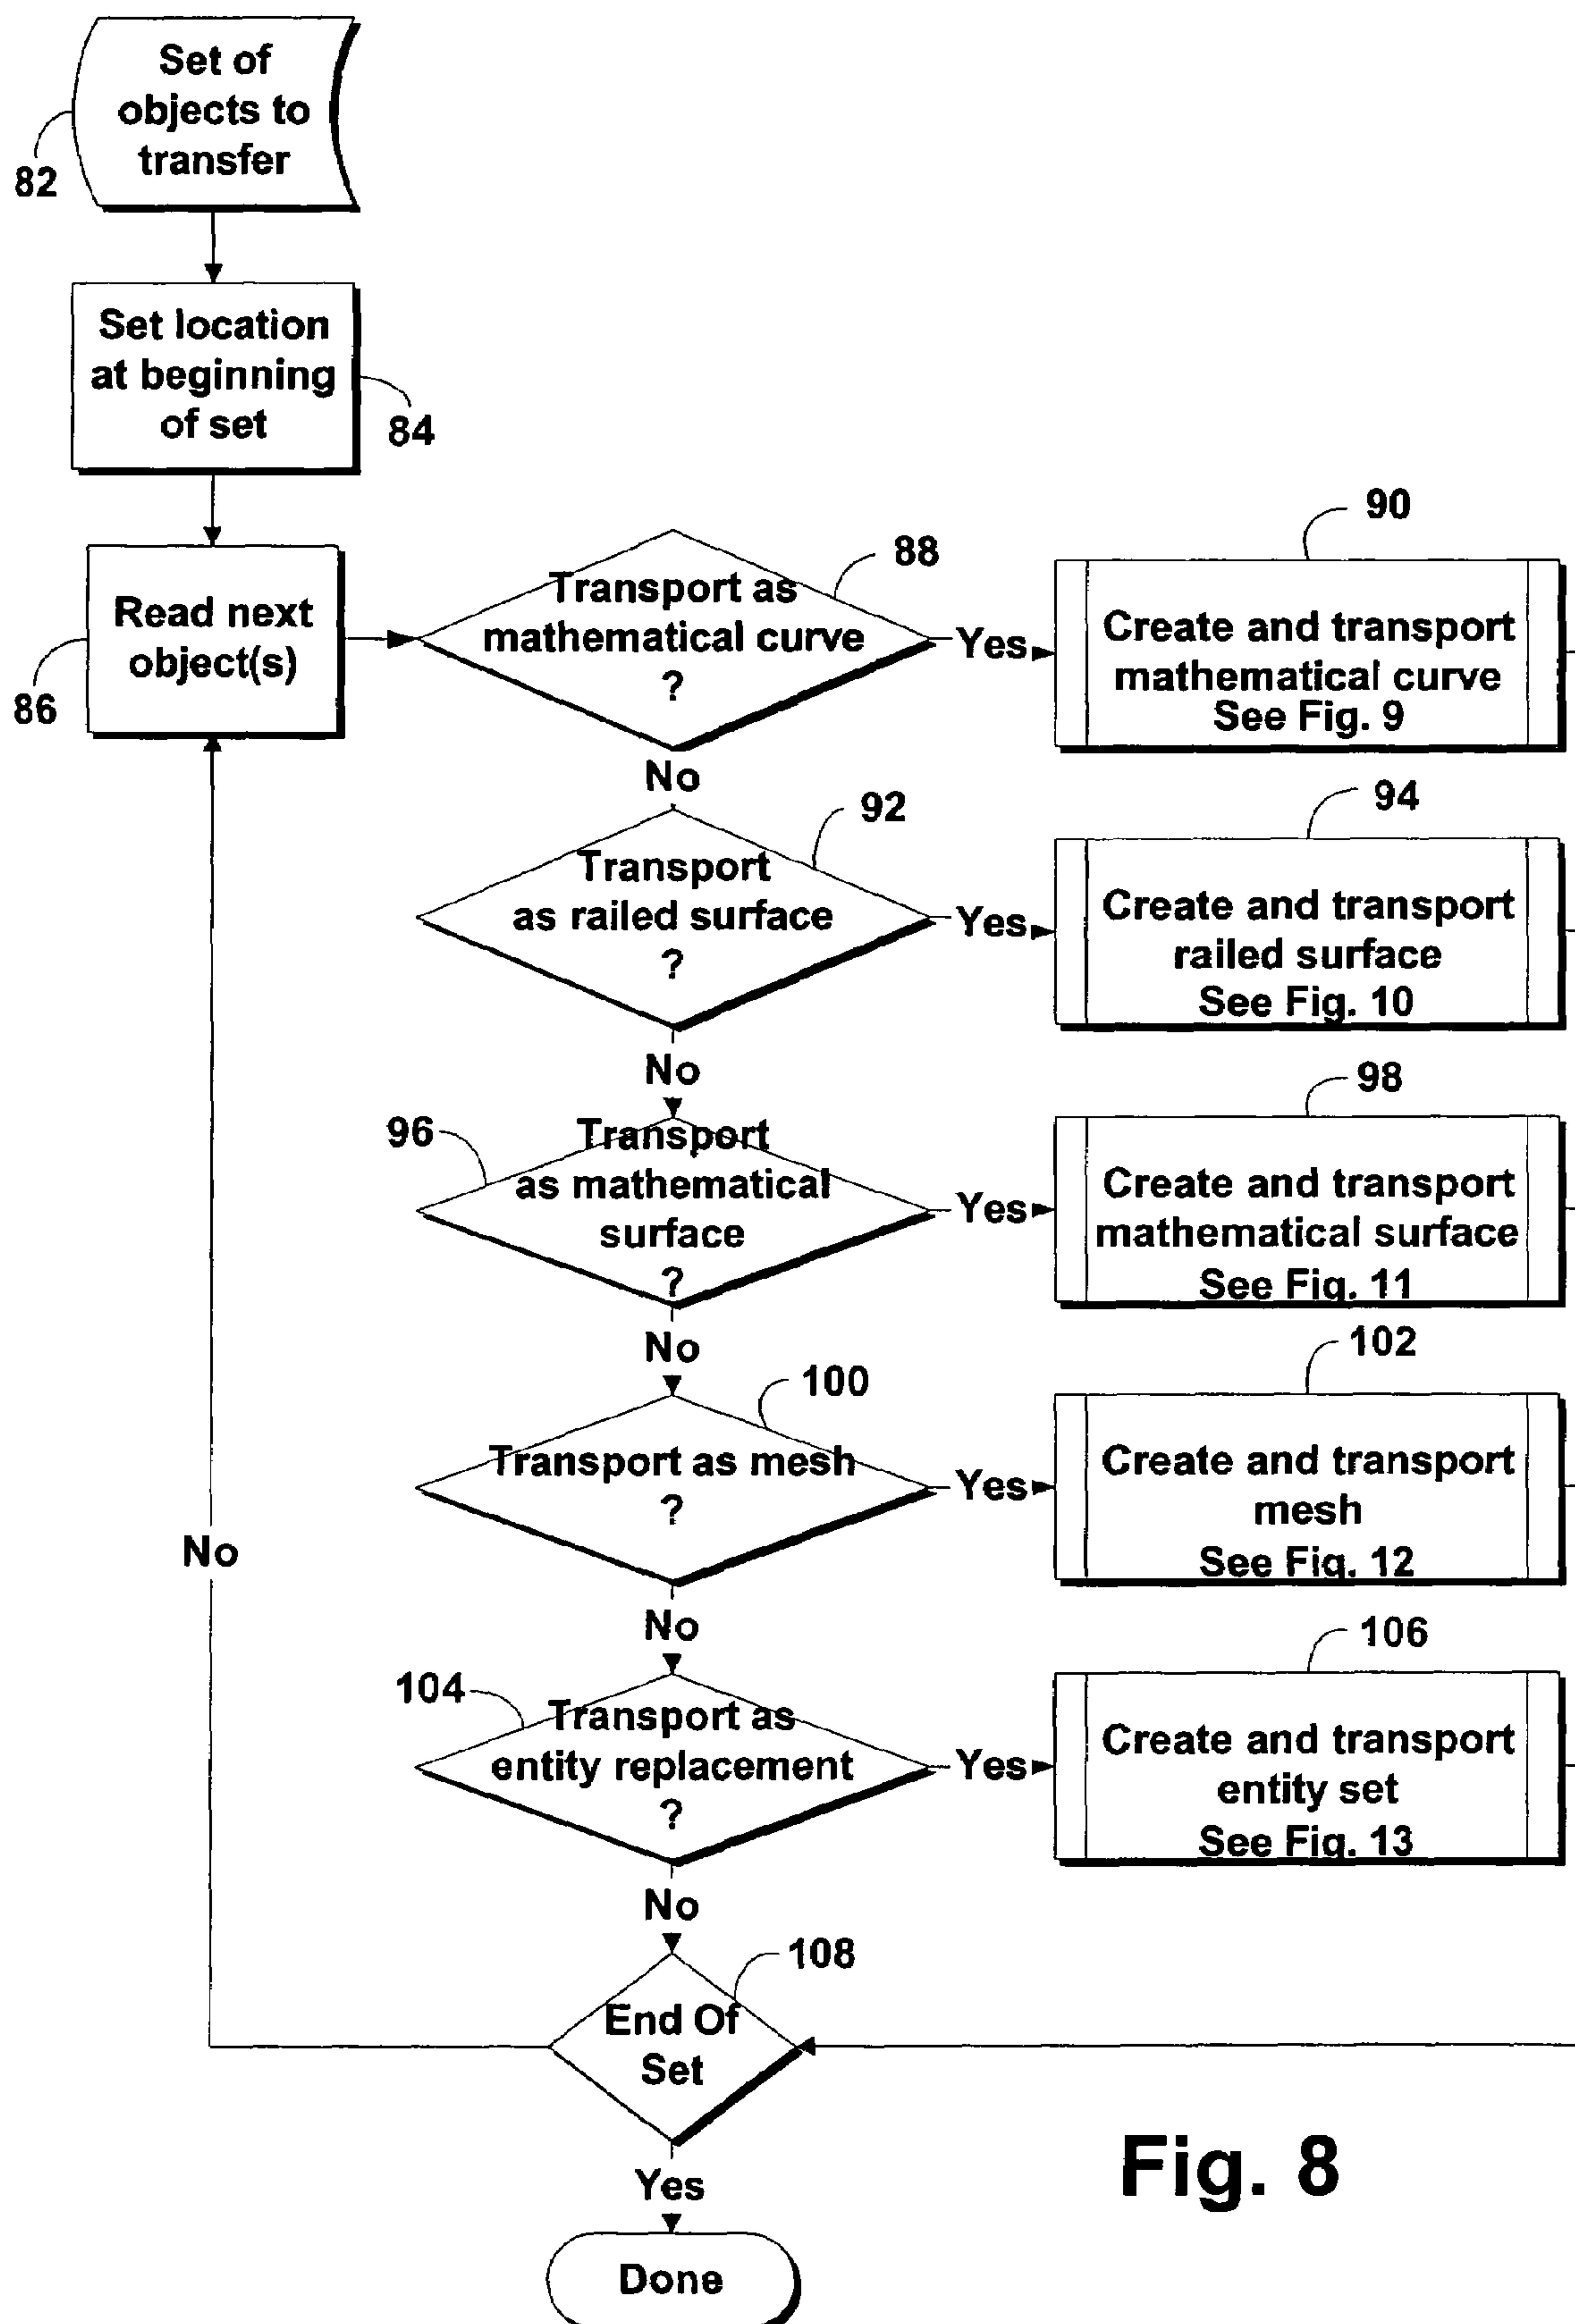 Set of
objects to
transfer
82
Set location
at beginning
of set
84
Read next
object(s)
86
Transport as
mathematical curve
?
88
Yes
90
Create and transport
mathematical curve
See Fig. 9
No
92
Transport
as railed surface
?
Yes
94
Create and transport
railed surface
See Fig. 10
No
96
Transport
as mathematical
surface
?
Yes
98
Create and transport
mathematical surface
See Fig. 11
No
100
Transport as mesh
?
Yes
102
Create and transport
mesh
See Fig. 12
No
No
104
Transport as
entity replacement
?
Yes
106
Create and transport
entity set
See Fig. 13
No
108
End Of
Set
Yes
Done
Fig. 8